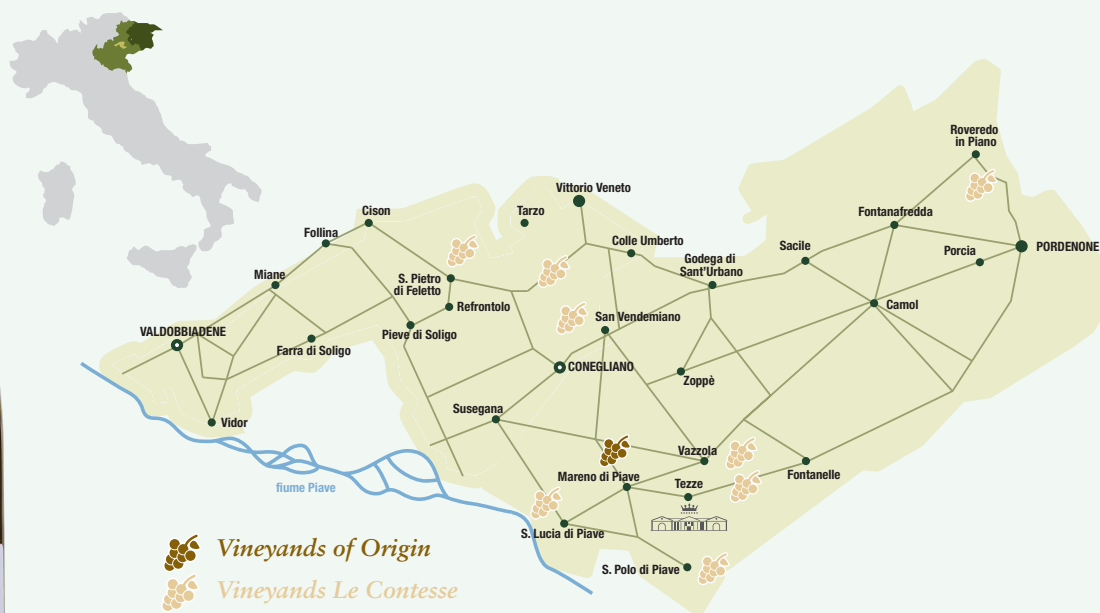 Roveredo
in Piano
Vittorio Veneto
Cison
Tarzo
Fontanafredda
Follina
Colle Umberto
Sacile
Porcia
PORDENONE
Godega di
Sant'Urbano
Miane
S. Pietro
di Feletto
Refrontolo
Camol
San Vendemiano
VALDOBBIADENE
Pieve di Soligo
Farra di Soligo
CONEGLIANO
Zoppè
Susegana
Vidor
Vazzola
Mareno di Piave
Tezze
Fontanelle
fiume Piave
S. Lucia di Piave
S. Polo di Piave
Vineyands of Origin
Vineyands Le Contesse